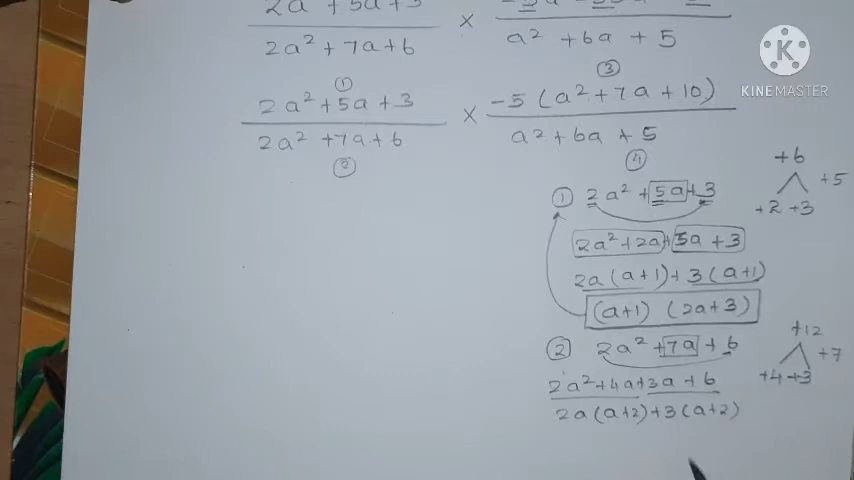 2a + 5a + 3
2a² + 7a + 6 × a² + 6a + 5
K
KINEMASTER
① ③
2a² + 5a + 3 × -5 (a² + 7a + 10)
2a² + 7a + 6 a² + 6a + 5
② ④
+6
① 2a² + 5a + 3 +5
+2 +3
2a² + 2a + 3a + 3
2a (a+1) + 3 (a+1)
(a+1) (2a+3)
+12
② 2a² + 7a + 6 +7
2a² + 4a + 3a + 6 +4 +3
2a (a+2) + 3 (a+2)